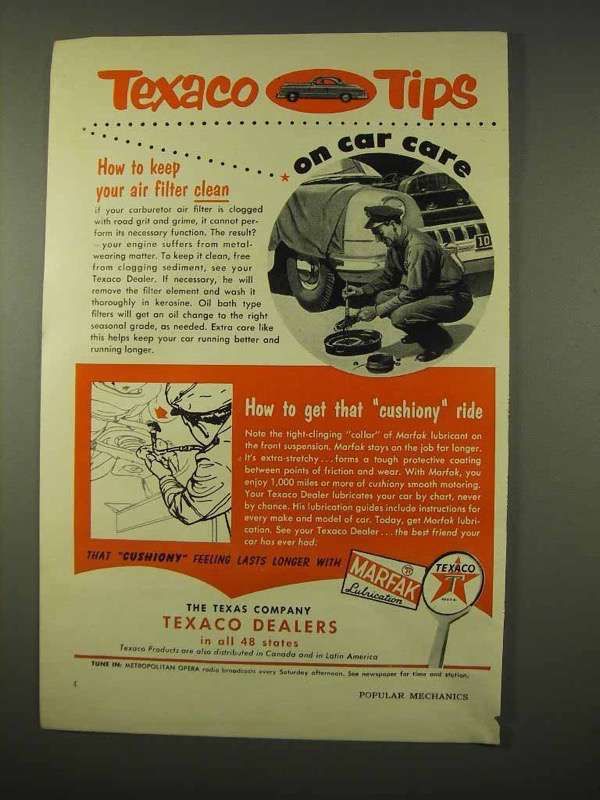 Texaco Tips
on car care
How to keep
your air filter clean
if your carburetor air filter is clogged
with road grit and grime, it cannot per-
form its necessary function. The result?
... your engine suffers from metal-
wearing matter. To keep it clean, free
from clogging sediment, see your
Texaco Dealer. If necessary, he will
remove the filter element and wash it
thoroughly in kerosine. Oil bath type
filters will get an oil change to the right
seasonal grade, as needed. Extra care like
this helps keep your car running better and
running longer.
10
How to get that "cushiony" ride
Note the tight-clinging "collar" of Marfak lubricant on
the front suspension. Marfak stays on the job far longer.
It's extra-stretchy... forms a tough protective coating
between points of friction and wear. With Marfak, you
enjoy 1,000 miles or more of cushiony smooth motoring.
Your Texaco Dealer lubricates your car by chart, never
by chance. His lubrication guides include instructions for
every make and model of car. Today, get Marfak lubri-
cation. See your Texaco Dealer... the best friend your
car has ever had.
THAT "CUSHIONY" FEELING LASTS LONGER WITH
MARFAK
Lubrication
TEXACO
T
THE TEXAS COMPANY
TEXACO DEALERS
in all 48 states
Texaco Products are also distributed in Canada and in Latin America
TUNE IN: METROPOLITAN OPERA radio broadcasts every Saturday afternoon. See newspaper for time and station.
4
POPULAR MECHANICS